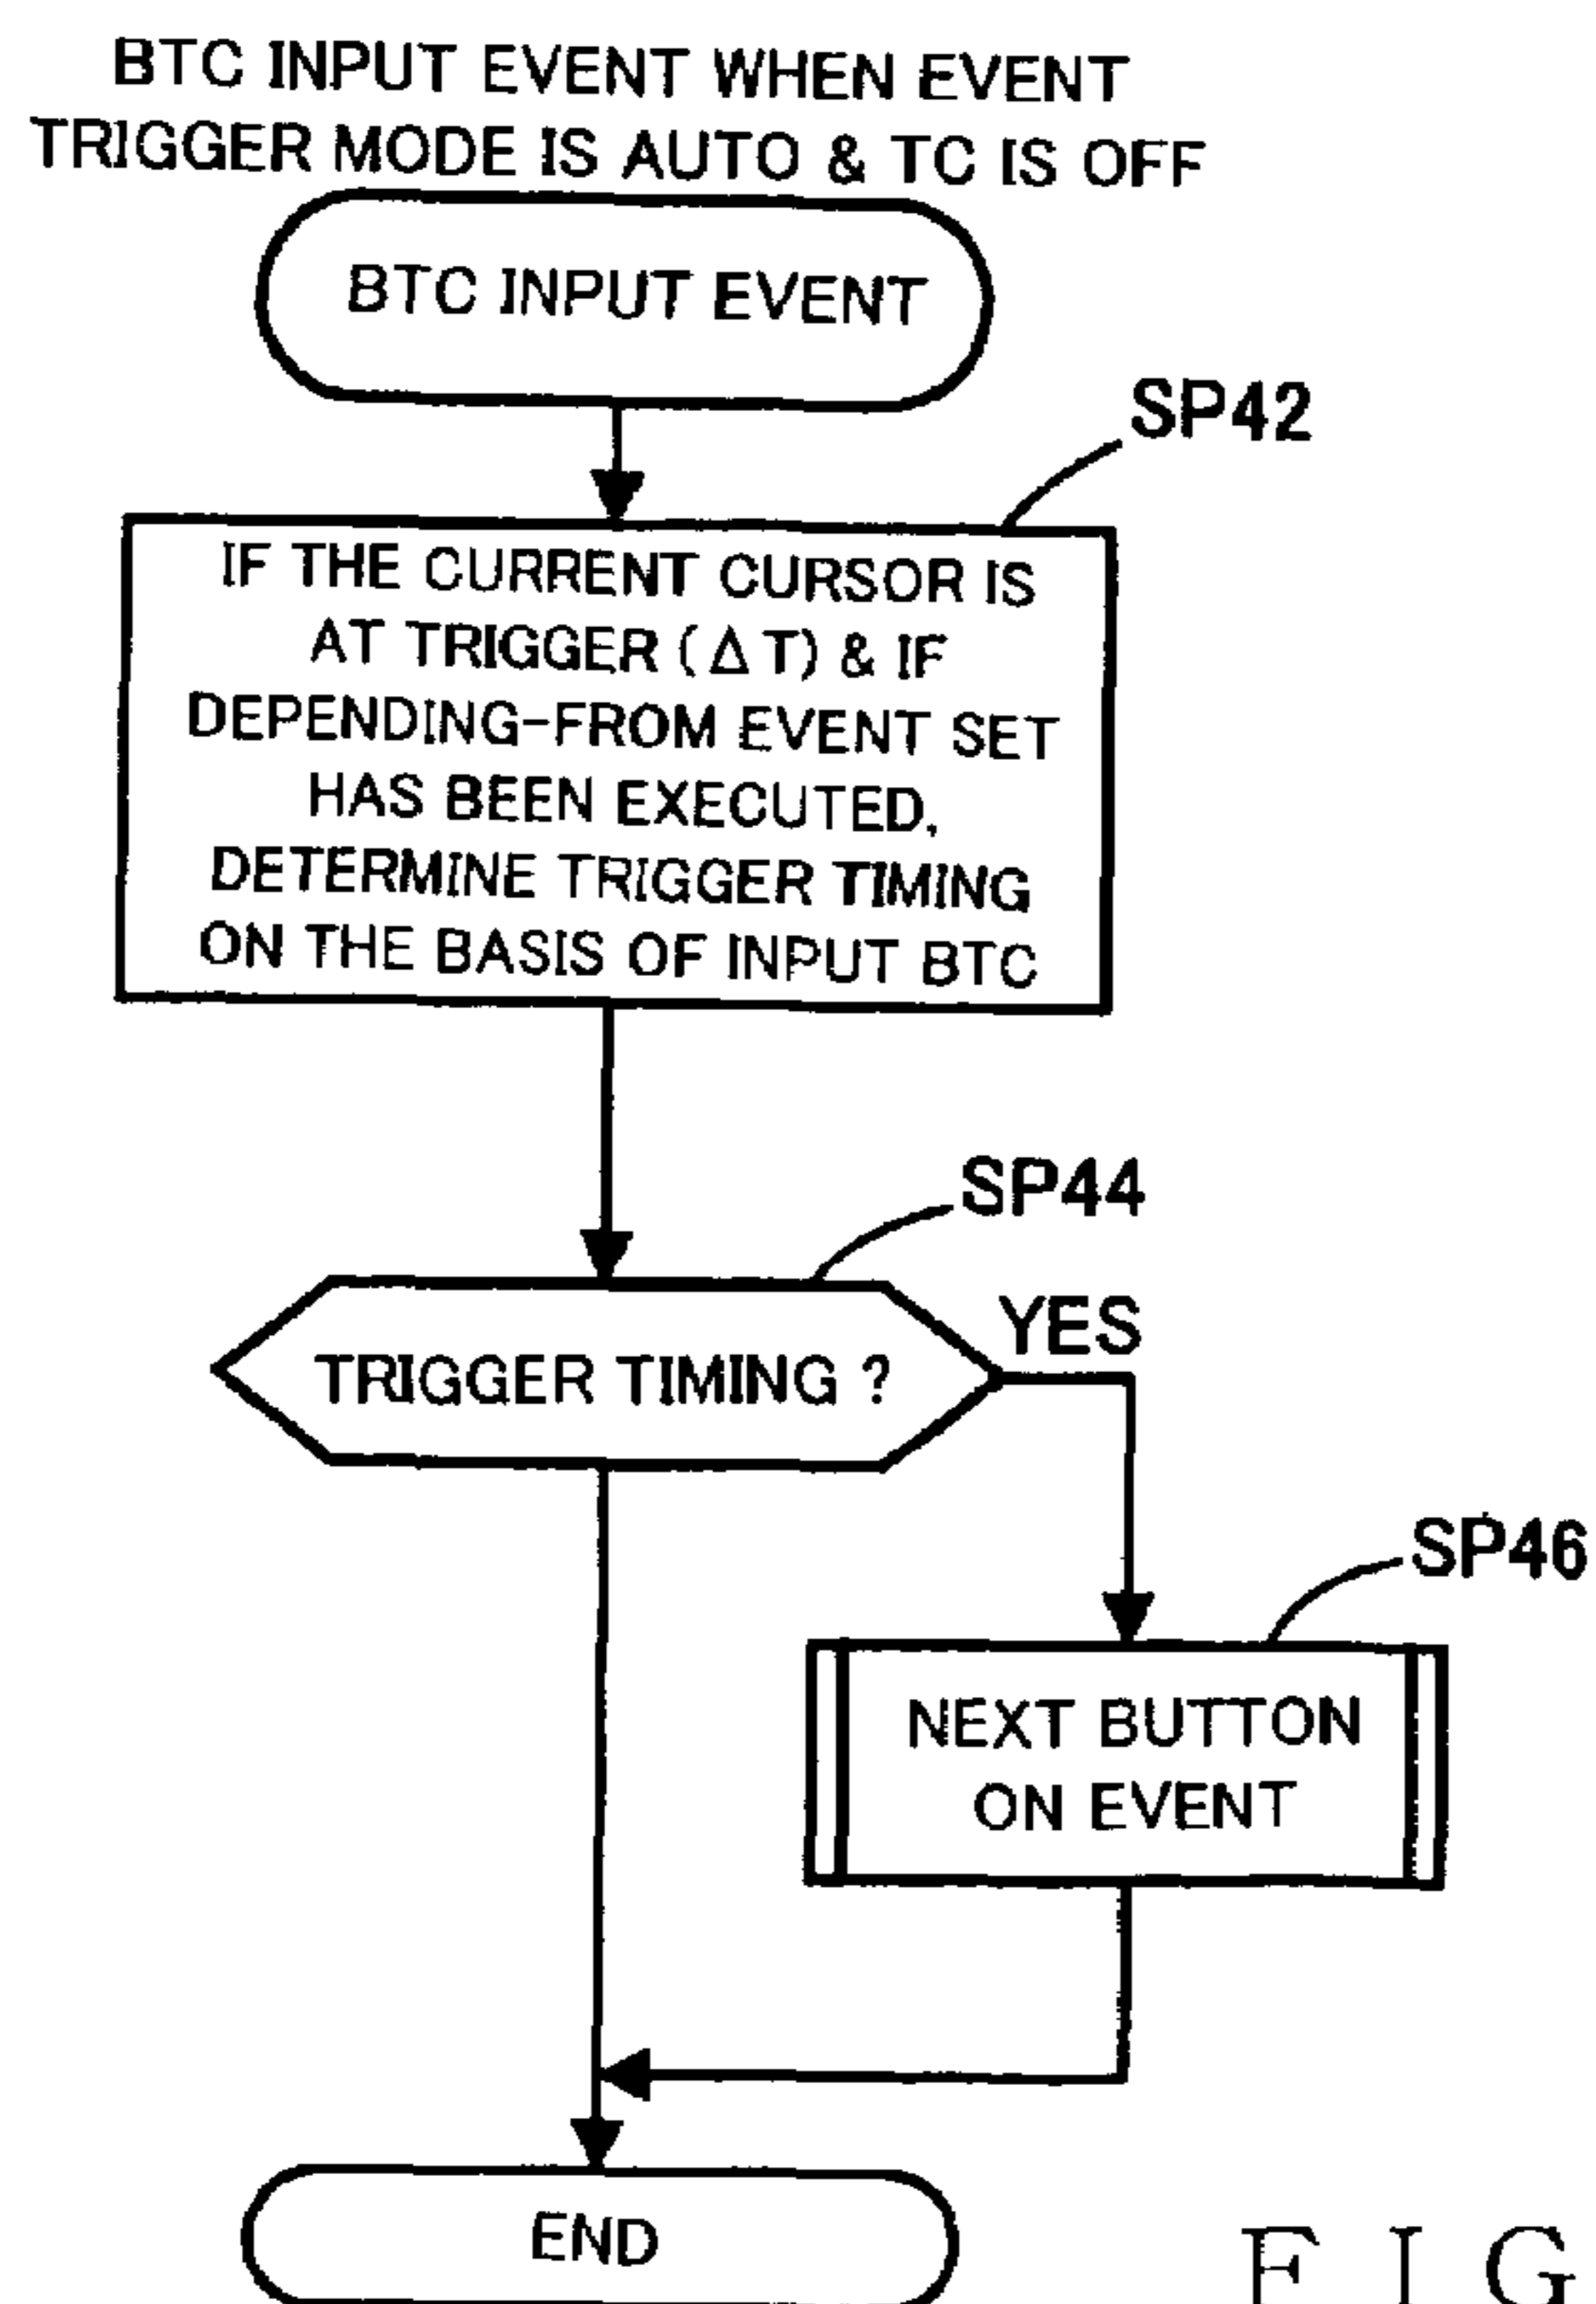 BTC INPUT EVENT WHEN EVENT
TRIGGER MODE IS AUTO & TC IS OFF
BTC INPUT EVENT
SP42
IF THE CURRENT CURSOR IS
AT TRIGGER (Δ T) & IF
DEPENDING-FROM EVENT SET
HAS BEEN EXECUTED,
DETERMINE TRIGGER TIMING
ON THE BASIS OF INPUT BTC
SP44
TRIGGER TIMING ?
YES
SP46
NEXT BUTTON
ON EVENT
END
F I G